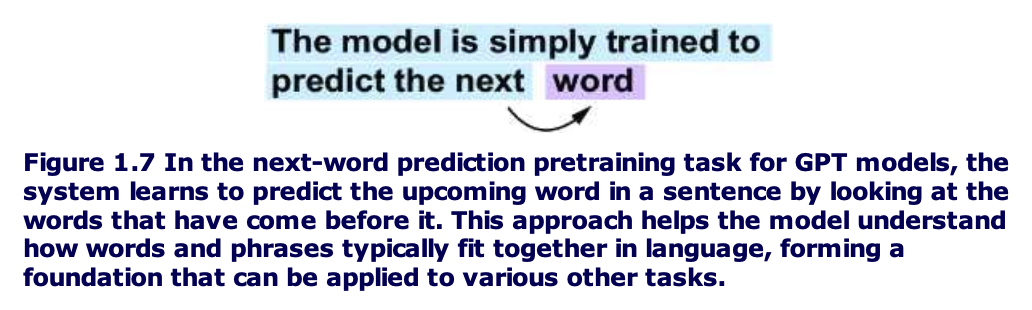 The model is simply trained to
predict the next word
Figure 1.7 In the next-word prediction pretraining task for GPT models, the
system learns to predict the upcoming word in a sentence by looking at the
words that have come before it. This approach helps the model understand
how words and phrases typically fit together in language, forming a
foundation that can be applied to various other tasks.